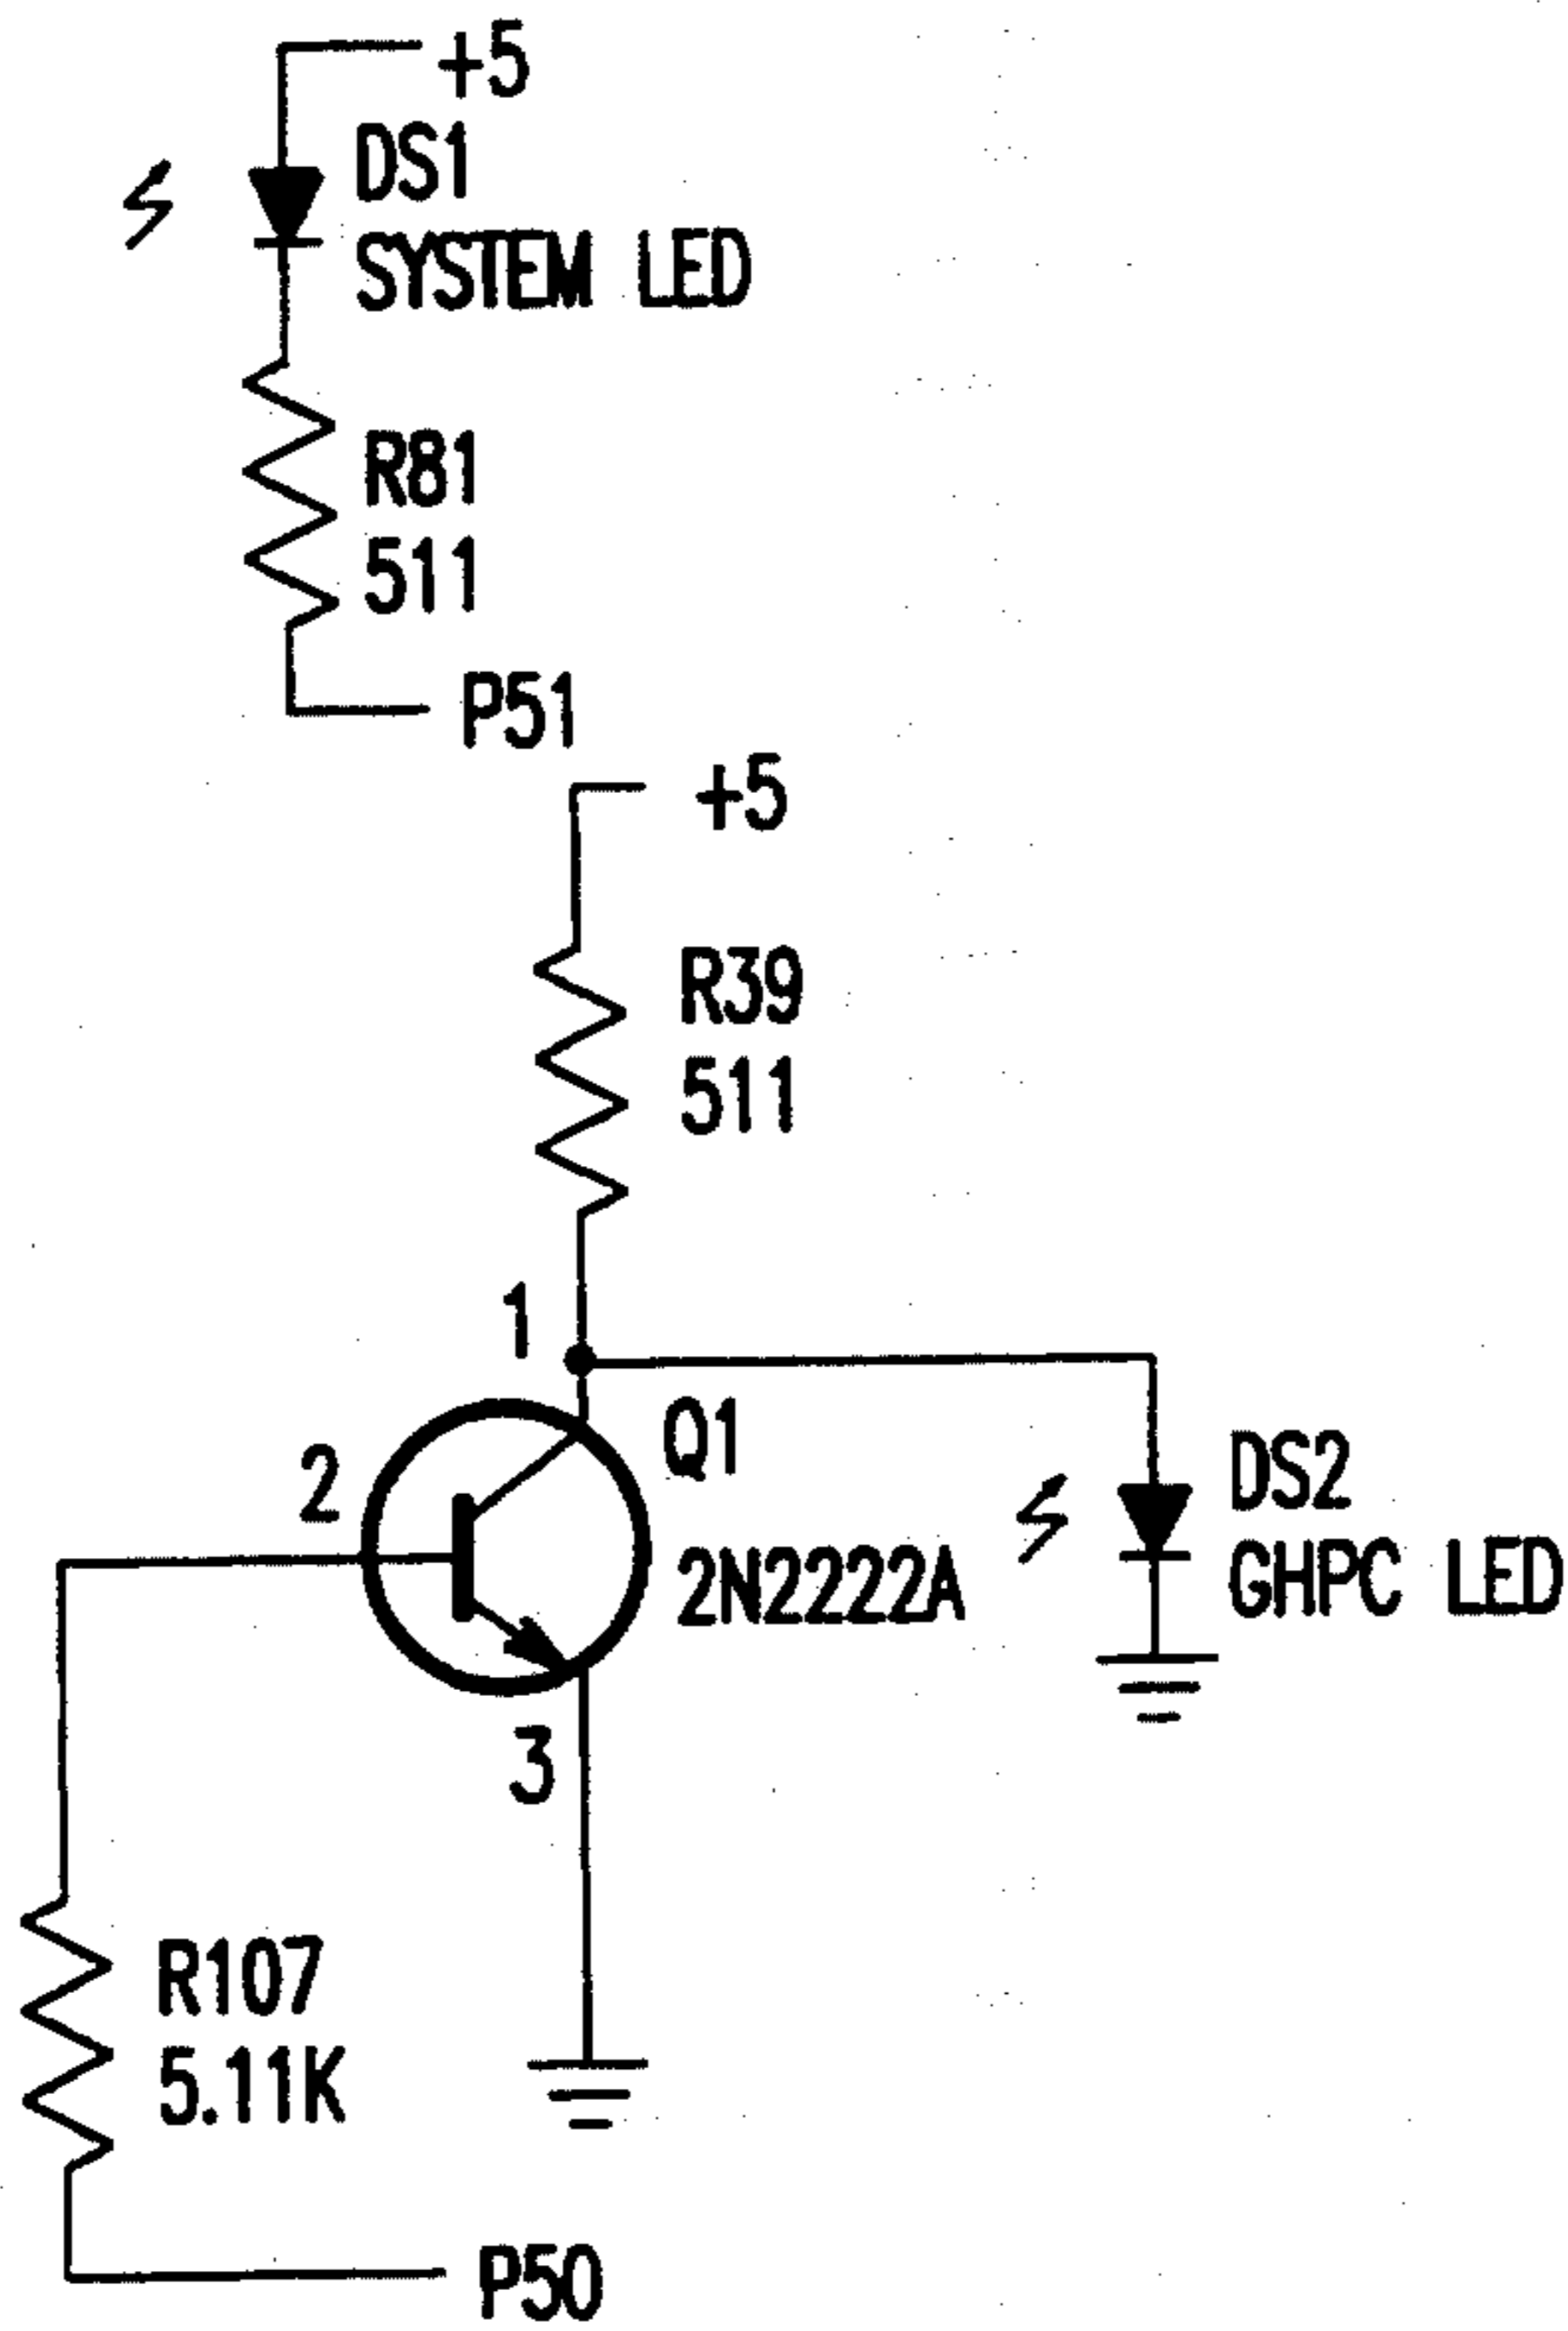 +5
DS1
SYSTEM LED
R81
511
P51
+5
R39
511
1
Q1
2
2N2222A
DS2
GHPC LED
3
R107
5.11K
P50